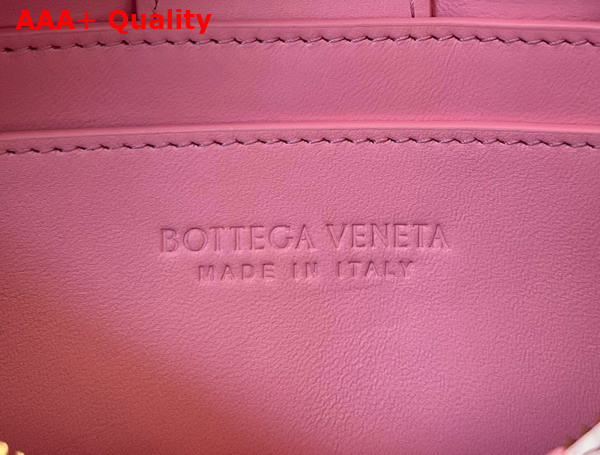 AAA+ Quality
BOTTEGA VENETA
MADE IN ITALY